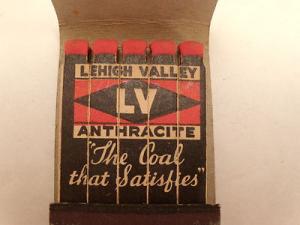 LEHIGH VALLEY
LV
ANTHRACITE
"The Coal
that Satisfies"